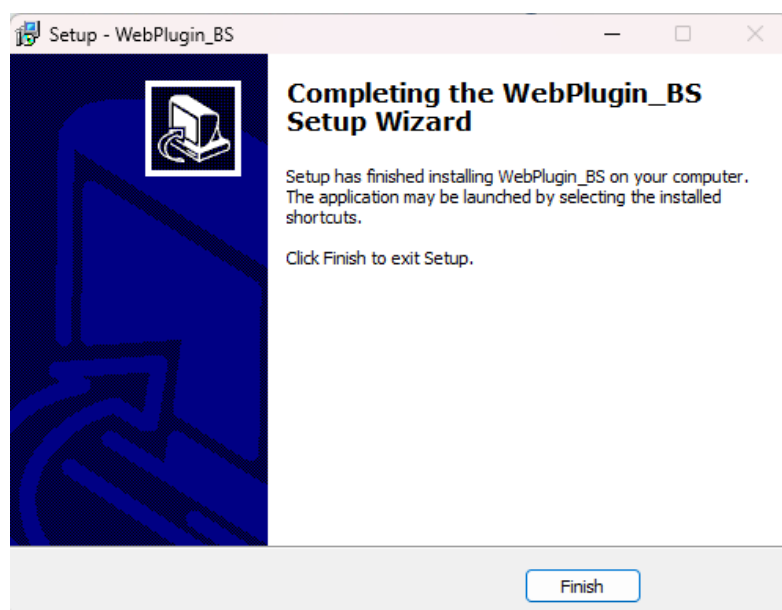 Setup - WebPlugin_BS
Completing the WebPlugin_BS
Setup Wizard
Setup has finished installing WebPlugin_BS on your computer.
The application may be launched by selecting the installed
shortcuts.
Click Finish to exit Setup.
Finish